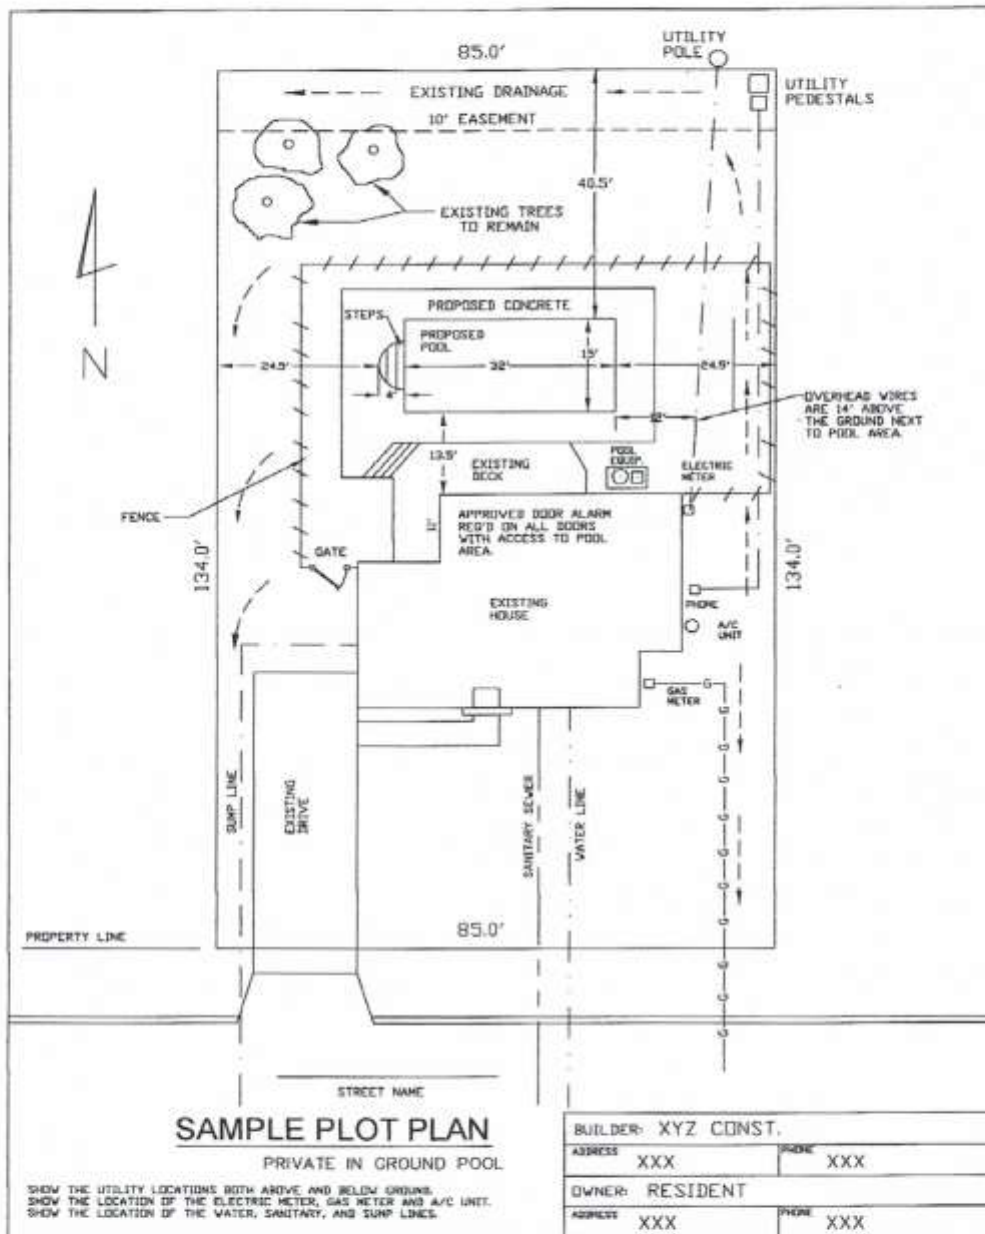 UTILITY
POLE
85.0'
UTILITY
PEDESTALS
EXISTING DRAINAGE
10' EASEMENT
40.5'
EXISTING TREES
TO REMAIN
PROPOSED CONCRETE
STEPS
PROPOSED
POOL
N
24.5'
32'
24.5'
4'
OVERHEAD WIRES
ARE 14' ABOVE
THE GROUND NEXT
TO POOL AREA.
13.5'
EXISTING
DECK
POOL
EQUIP.
ELECTRIC
METER
FENCE
APPROVED DOOR ALARM
REQ'D ON ALL DOORS
WITH ACCESS TO POOL
AREA.
GATE
134.0'
134.0'
EXISTING
HOUSE
PHONE
A/C
UNIT
GAS
METER
G
G
G
G
G
G
G
G
G
G
G
SUMP LINE
EXISTING
DRIVE
SANITARY SEWER
WATER LINE
85.0'
PROPERTY LINE
STREET NAME
SAMPLE PLOT PLAN
PRIVATE IN GROUND POOL
SHOW THE UTILITY LOCATIONS BOTH ABOVE AND BELOW GROUND.
SHOW THE LOCATION OF THE ELECTRIC METER, GAS METER AND A/C UNIT.
SHOW THE LOCATION OF THE WATER, SANITARY, AND SUMP LINES.
BUILDER: XYZ CONST.
ADDRESS XXX PHONE XXX
OWNER: RESIDENT
ADDRESS XXX PHONE XXX